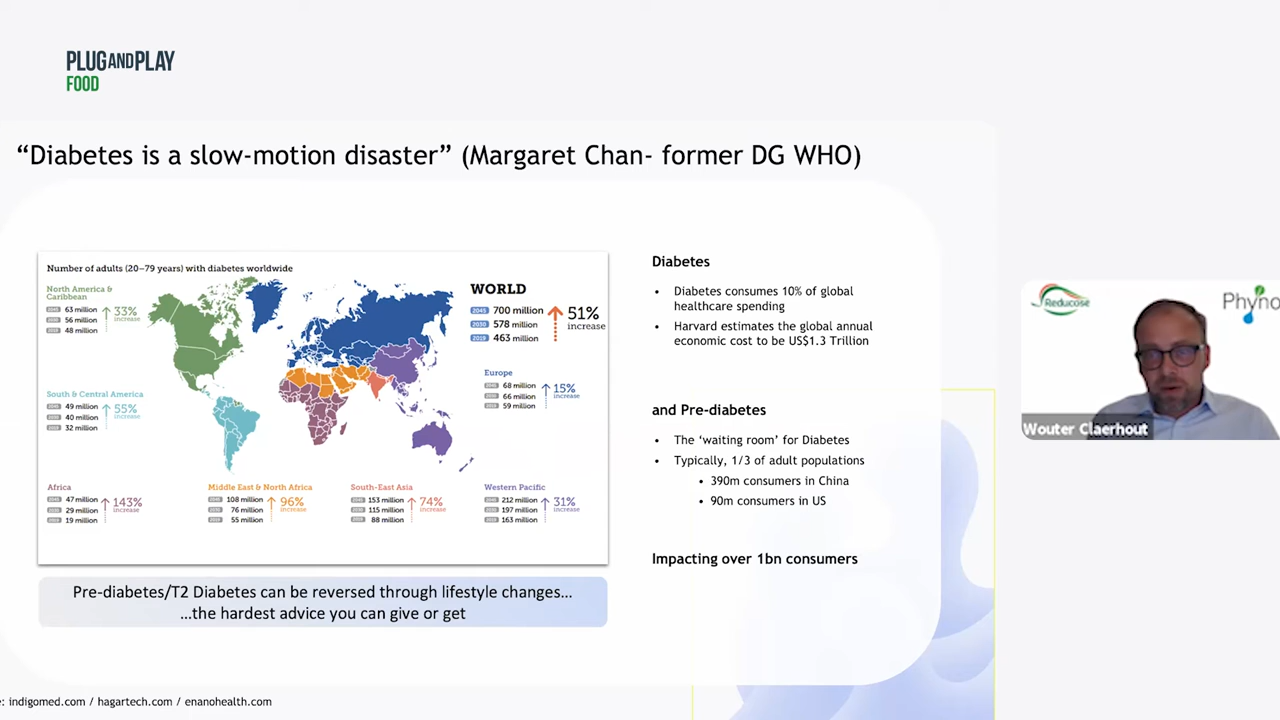 PLUG AND PLAY
FOOD
“Diabetes is a slow-motion disaster” (Margaret Chan- former DG WHO)
Number of adults (20–79 years) with diabetes worldwide
North America &
Caribbean
2045 63 million
2030 56 million
2019 48 million
33%
increase
WORLD
2045 700 million
2030 578 million
2019 463 million
51%
increase
South & Central America
2045 49 million
2030 40 million
2019 32 million
55%
increase
Europe
2045 68 million
2030 66 million
2019 59 million
15%
increase
Africa
2045 47 million
2030 29 million
2019 19 million
143%
increase
Middle East & North Africa
2045 108 million
2030 76 million
2019 55 million
96%
increase
South-East Asia
2045 153 million
2030 115 million
2019 88 million
74%
increase
Western Pacific
2045 212 million
2030 197 million
2019 163 million
31%
increase
Pre-diabetes/T2 Diabetes can be reversed through lifestyle changes…
…the hardest advice you can give or get
Diabetes
• Diabetes consumes 10% of global
healthcare spending
• Harvard estimates the global annual
economic cost to be US$1.3 Trillion
and Pre-diabetes
• The ‘waiting room’ for Diabetes
• Typically, 1/3 of adult populations
• 390m consumers in China
• 90m consumers in US
Impacting over 1bn consumers
Reducose
Phyno
Wouter Claerhout
: indigomed.com / hagartech.com / enanohealth.com